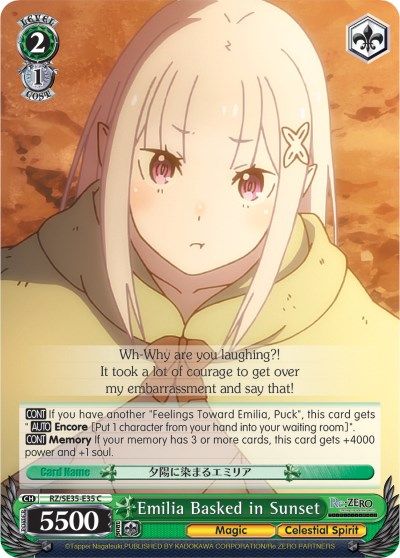 LEVEL
2
1
COST
Wh-Why are you laughing?!
It took a lot of courage to get over
my embarrassment and say that!
CONT If you have another "Feelings Toward Emilia, Puck", this card gets
" AUTO Encore [Put 1 character from your hand into your waiting room]".
CONT Memory If your memory has 3 or more cards, this card gets +4000
power and +1 soul.
Card Name 夕陽に染まるエミリア
CH RZ/SE35-E35 C
POWER 5500 SOUL
Emilia Basked in Sunset
Re:ZERO
Magic Celestial Spirit
©Tappei Nagatsuki,PUBLISHED BY KADOKAWA CORPORATION/Re:ZERO PARTNERS